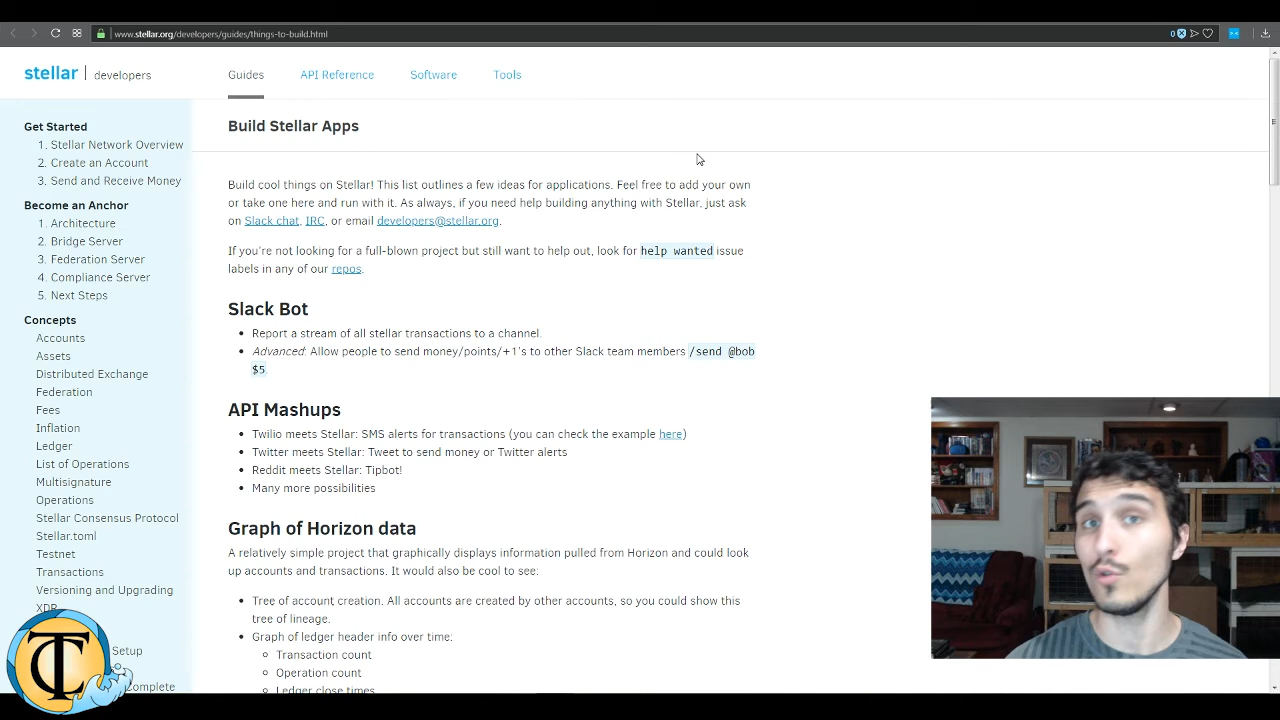 www.stellar.org/developers/guides/things-to-build.html
0
stellar | developers
Guides
API Reference
Software
Tools
Get Started
1. Stellar Network Overview
2. Create an Account
3. Send and Receive Money
Become an Anchor
1. Architecture
2. Bridge Server
3. Federation Server
4. Compliance Server
5. Next Steps
Concepts
Accounts
Assets
Distributed Exchange
Federation
Fees
Inflation
Ledger
List of Operations
Multisignature
Operations
Stellar Consensus Protocol
Stellar.toml
Testnet
Transactions
Versioning and Upgrading
XDR
Setup
Complete
TC
Build Stellar Apps
Build cool things on Stellar! This list outlines a few ideas for applications. Feel free to add your own
or take one here and run with it. As always, if you need help building anything with Stellar, just ask
on Slack chat, IRC, or email developers@stellar.org.
If you're not looking for a full-blown project but still want to help out, look for help wanted issue
labels in any of our repos.
Slack Bot
• Report a stream of all stellar transactions to a channel.
• Advanced: Allow people to send money/points/+1's to other Slack team members /send @bob
$5.
API Mashups
• Twilio meets Stellar: SMS alerts for transactions (you can check the example here)
• Twitter meets Stellar: Tweet to send money or Twitter alerts
• Reddit meets Stellar: Tipbot!
• Many more possibilities
Graph of Horizon data
A relatively simple project that graphically displays information pulled from Horizon and could look
up accounts and transactions. It would also be cool to see:
• Tree of account creation. All accounts are created by other accounts, so you could show this
tree of lineage.
• Graph of ledger header info over time:
◦ Transaction count
◦ Operation count
◦ Ledger close times